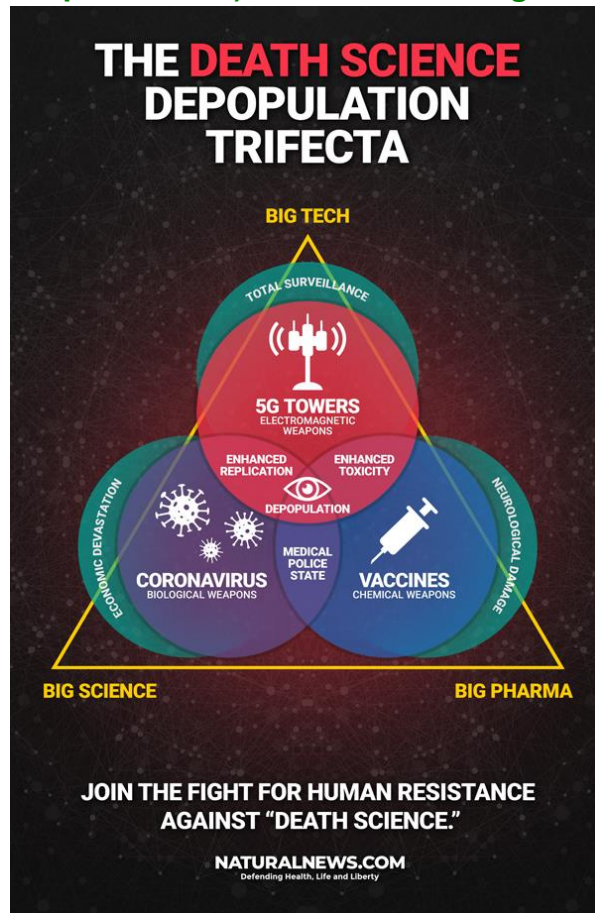 THE DEATH SCIENCE
DEPOPULATION
TRIFECTA
BIG TECH
TOTAL SURVEILLANCE
5G TOWERS
ELECTROMAGNETIC
WEAPONS
ENHANCED
REPLICATION
ENHANCED
TOXICITY
DEPOPULATION
ECONOMIC DEVASTATION
NEUROLOGICAL DAMAGE
MEDICAL
POLICE
STATE
CORONAVIRUS
BIOLOGICAL WEAPONS
VACCINES
CHEMICAL WEAPONS
BIG SCIENCE
BIG PHARMA
JOIN THE FIGHT FOR HUMAN RESISTANCE
AGAINST “DEATH SCIENCE.”
NATURALNEWS.COM
Defending Health, Life and Liberty